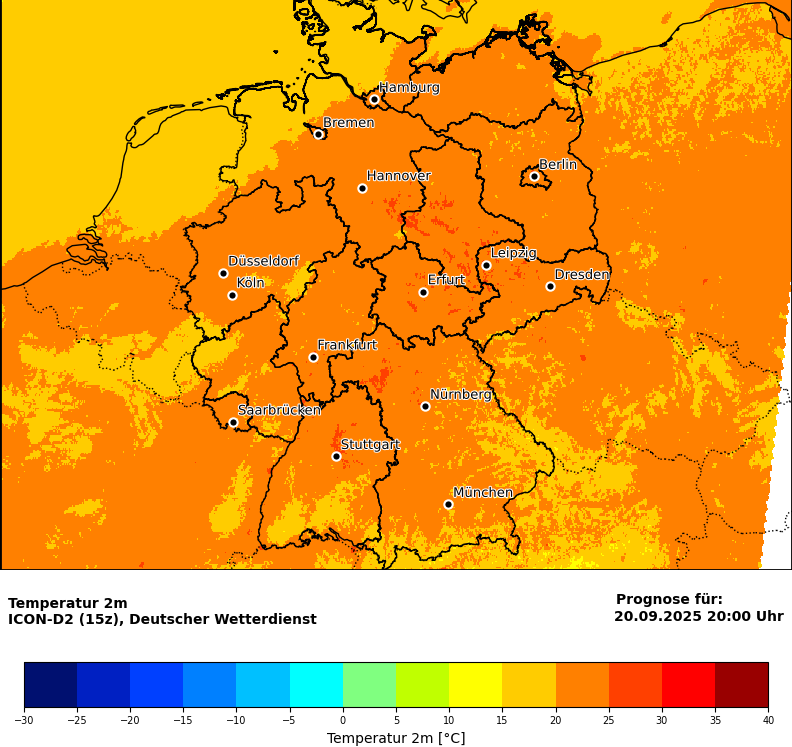 Hamburg
Bremen
Berlin
Hannover
Leipzig
Düsseldorf
Dresden
Köln
Erfurt
Frankfurt
Nürnberg
Saarbrücken
Stuttgart
München
Temperatur 2m
ICON-D2 (15z), Deutscher Wetterdienst
Prognose für:
20.09.2025 20:00 Uhr
−30 −25 −20 −15 −10 −5 0 5 10 15 20 25 30 35 40
Temperatur 2m [°C]